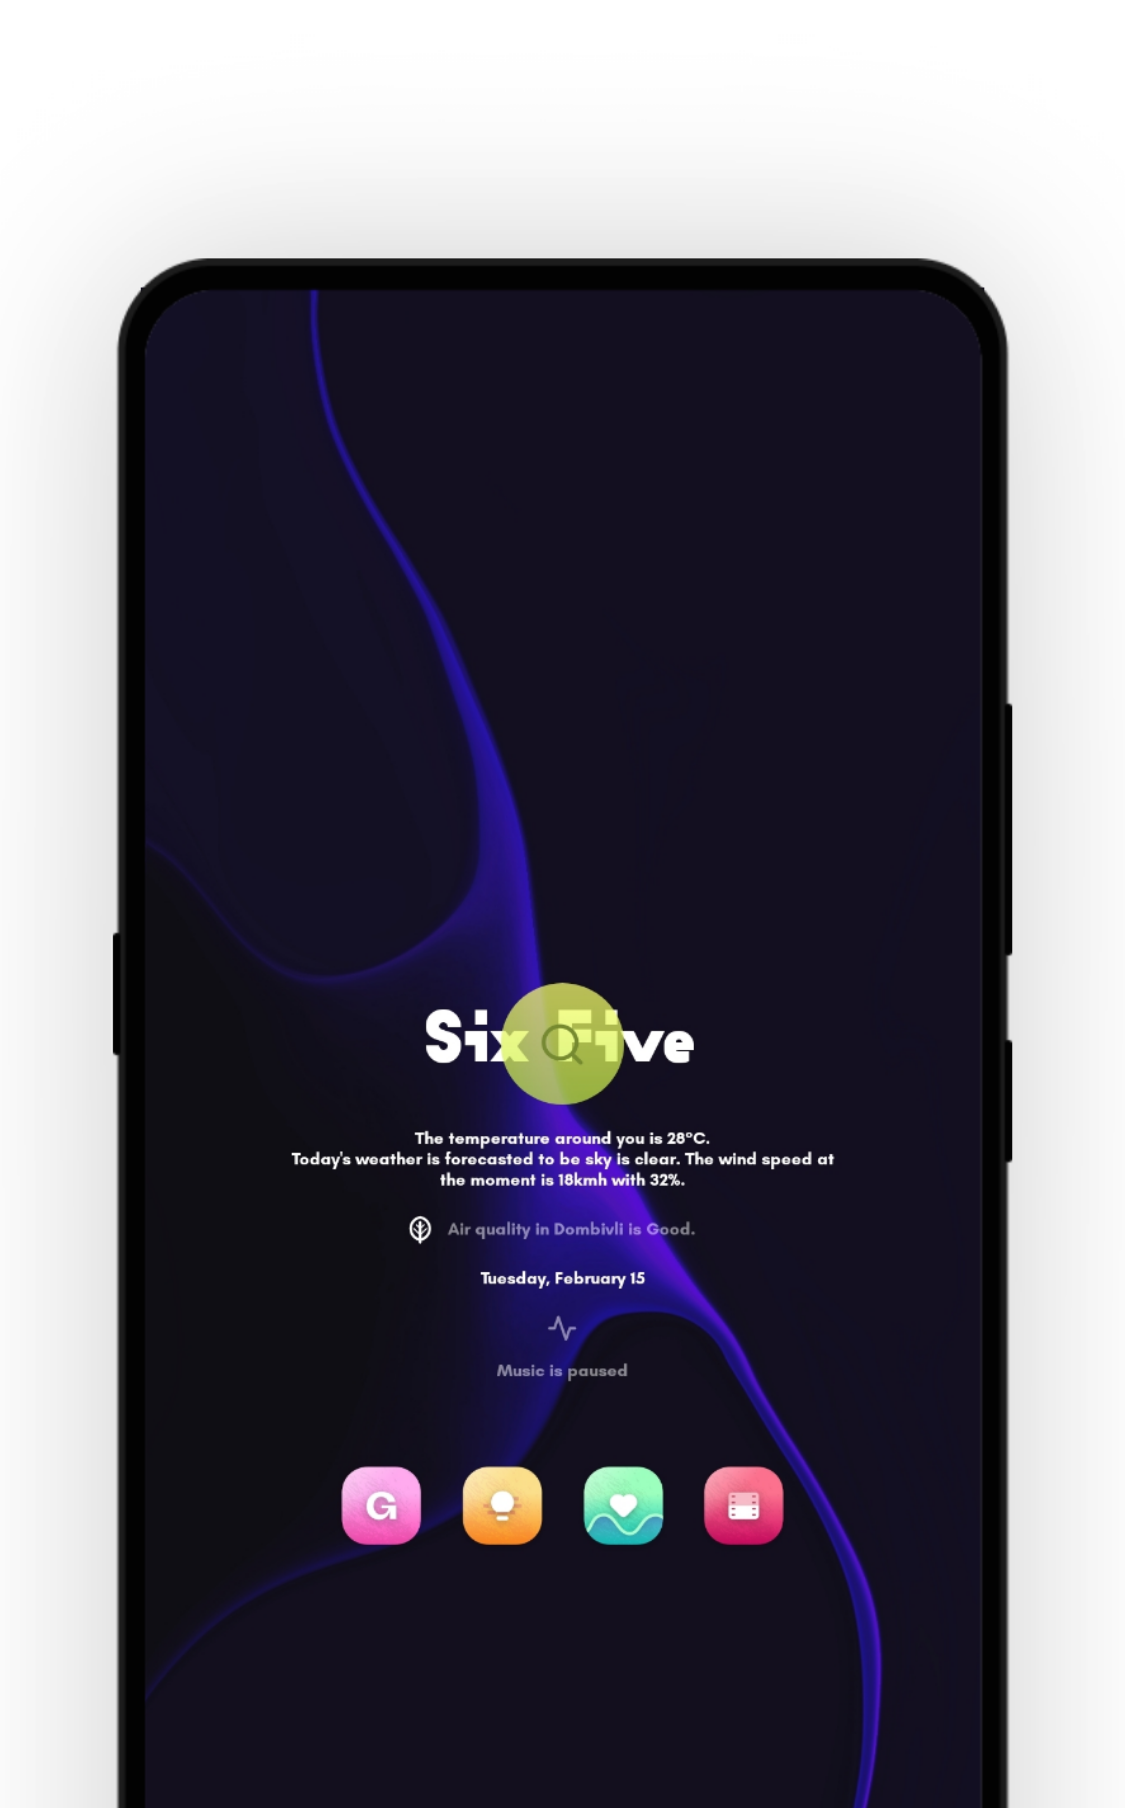 Six Five
The temperature around you is 28°C.
Today's weather is forecasted to be sky is clear. The wind speed at
the moment is 18kmh with 32%.
Air quality in Dombivli is Good.
Tuesday, February 15
Music is paused
G